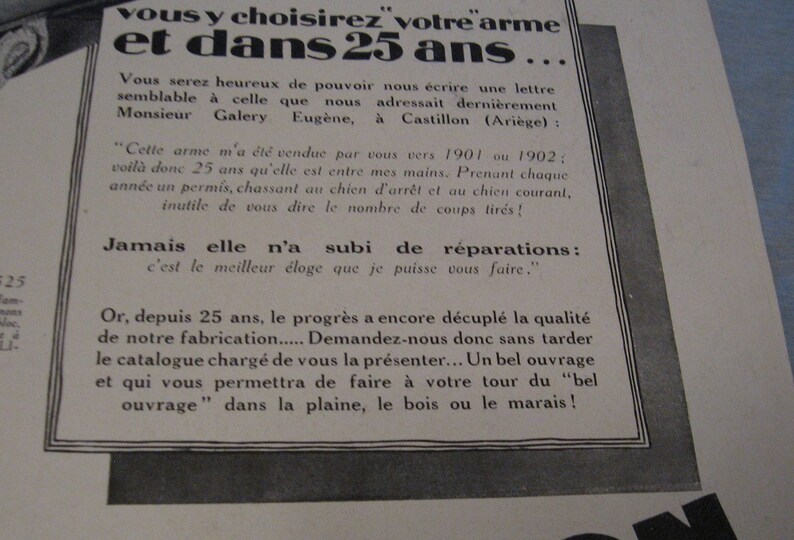 vous y choisirez "votre" arme
et dans 25 ans...
Vous serez heureux de pouvoir nous écrire une lettre
semblable à celle que nous adressait dernièrement
Monsieur Galery Eugène, à Castillon (Ariège) :
"Cette arme m'a été vendue par vous vers 1901 ou 1902 ;
voilà donc 25 ans qu'elle est entre mes mains. Prenant chaque
année un permis, chassant au chien d'arrêt et au chien courant,
inutile de vous dire le nombre de coups tirés !
Jamais elle n'a subi de réparations :
c'est le meilleur éloge que je puisse vous faire."
Or, depuis 25 ans, le progrès a encore décuplé la qualité
de notre fabrication..... Demandez-nous donc sans tarder
le catalogue chargé de vous la présenter... Un bel ouvrage
et qui vous permettra de faire à votre tour du "bel
ouvrage" dans la plaine, le bois ou le marais !
25
bloc.
à
LI-
ON